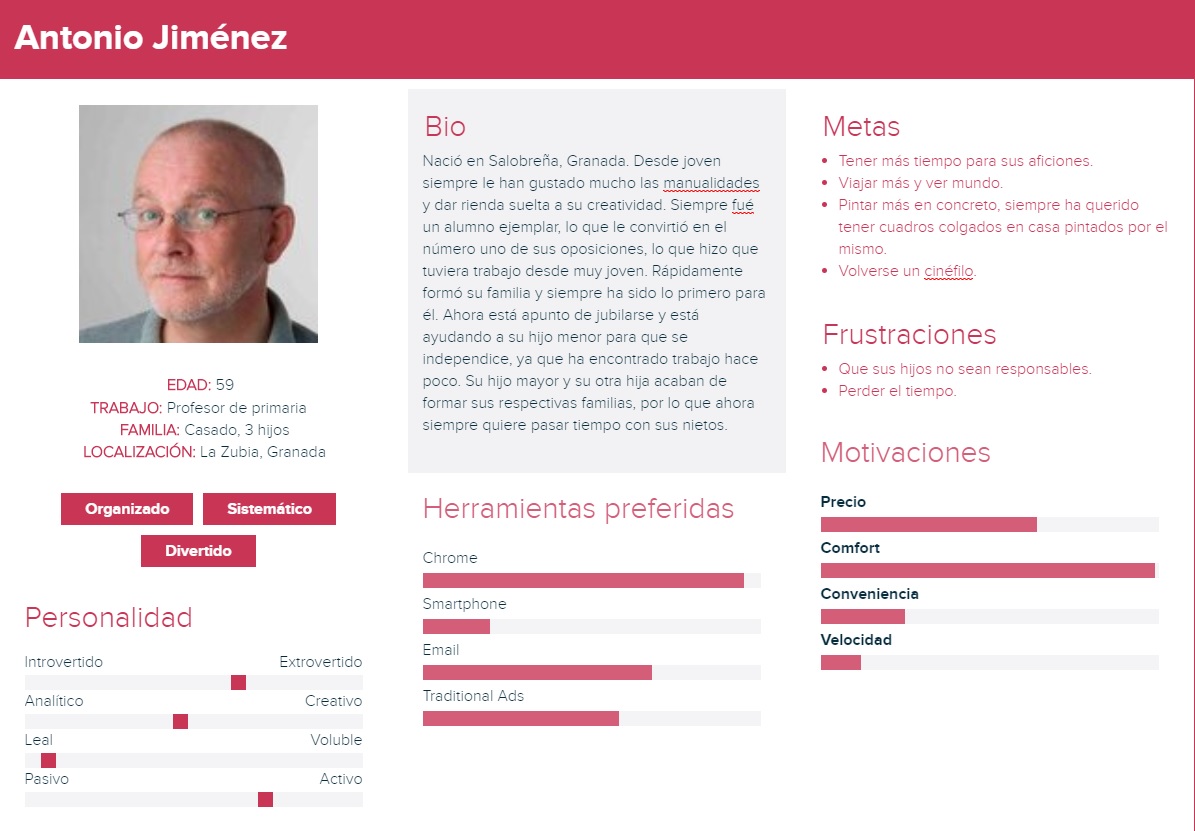 Antonio Jiménez
EDAD: 59
TRABAJO: Profesor de primaria
FAMILIA: Casado, 3 hijos
LOCALIZACIÓN: La Zubia, Granada
Organizado
Sistemático
Divertido
Personalidad
Introvertido Extrovertido
Analítico Creativo
Leal Voluble
Pasivo Activo
Bio
Nació en Salobreña, Granada. Desde joven
siempre le han gustado mucho las manualidades
y dar rienda suelta a su creatividad. Siempre fué
un alumno ejemplar, lo que le convirtió en el
número uno de sus oposiciones, lo que hizo que
tuviera trabajo desde muy joven. Rápidamente
formó su familia y siempre ha sido lo primero para
él. Ahora está apunto de jubilarse y está
ayudando a su hijo menor para que se
independice, ya que ha encontrado trabajo hace
poco. Su hijo mayor y su otra hija acaban de
formar sus respectivas familias, por lo que ahora
siempre quiere pasar tiempo con sus nietos.
Herramientas preferidas
Chrome
Smartphone
Email
Traditional Ads
Metas
Tener más tiempo para sus aficiones.
Viajar más y ver mundo.
Pintar más en concreto, siempre ha querido
tener cuadros colgados en casa pintados por el
mismo.
Volverse un cinéfilo.
Frustraciones
Que sus hijos no sean responsables.
Perder el tiempo.
Motivaciones
Precio
Comfort
Conveniencia
Velocidad